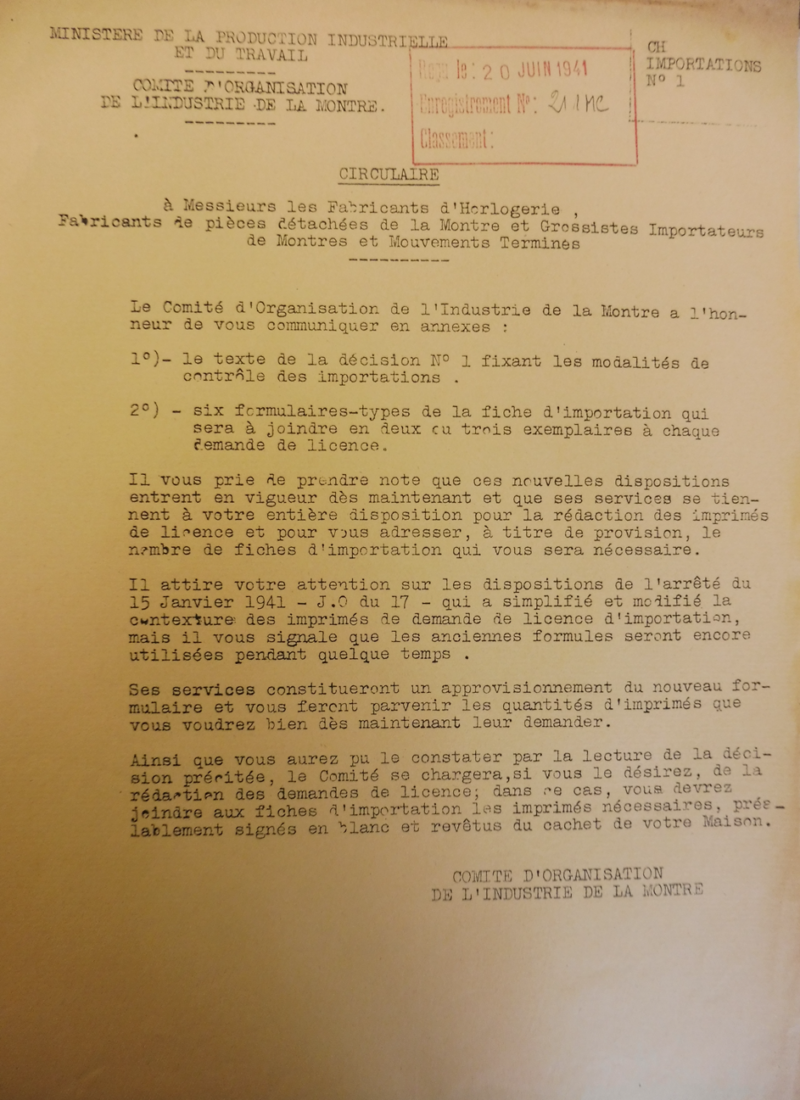 MINISTERE DE LA PRODUCTION INDUSTRIELLE
ET DU TRAVAIL
COMITE D'ORGANISATION
DE L'INDUSTRIE DE LA MONTRE.
Reçu le: 20 JUIN 1941
Enregistrement N°:
Classement:
CH
IMPORTATIONS
N° 1
CIRCULAIRE
à Messieurs les Fabricants d'Horlogerie ,
Fabricants de pièces détachées de la Montre et Grossistes Importateurs
de Montres et Mouvements Terminés
Le Comité d'Organisation de l'Industrie de la Montre a l'hon-
neur de vous communiquer en annexes :
1°)- le texte de la décision N° 1 fixant les modalités de
contrôle des importations .
2°) - six formulaires-types de la fiche d'importation qui
sera à joindre en deux ou trois exemplaires à chaque
demande de licence.
Il vous prie de prendre note que ces nouvelles dispositions
entrent en vigueur dès maintenant et que ses services se tien-
nent à votre entière disposition pour la rédaction des imprimés
de licence et pour vous adresser, à titre de provision, le
nombre de fiches d'importation qui vous sera nécessaire.
Il attire votre attention sur les dispositions de l'arrêté du
15 Janvier 1941 - J.O du 17 - qui a simplifié et modifié la
contexture des imprimés de demande de licence d'importation,
mais il vous signale que les anciennes formules seront encore
utilisées pendant quelque temps .
Ses services constitueront un approvisionnement du nouveau for-
mulaire et vous feront parvenir les quantités d'imprimés que
vous voudrez bien dès maintenant leur demander.
Ainsi que vous aurez pu le constater par la lecture de la déci-
sion précitée, le Comité se chargera,si vous le désirez, de la
rédaction des demandes de licence; dans ce cas, vous devrez
joindre aux fiches d'importation les imprimés nécessaires, préa-
lablement signés en blanc et revêtus du cachet de votre Maison.
COMITE D'ORGANISATION
DE L'INDUSTRIE DE LA MONTRE